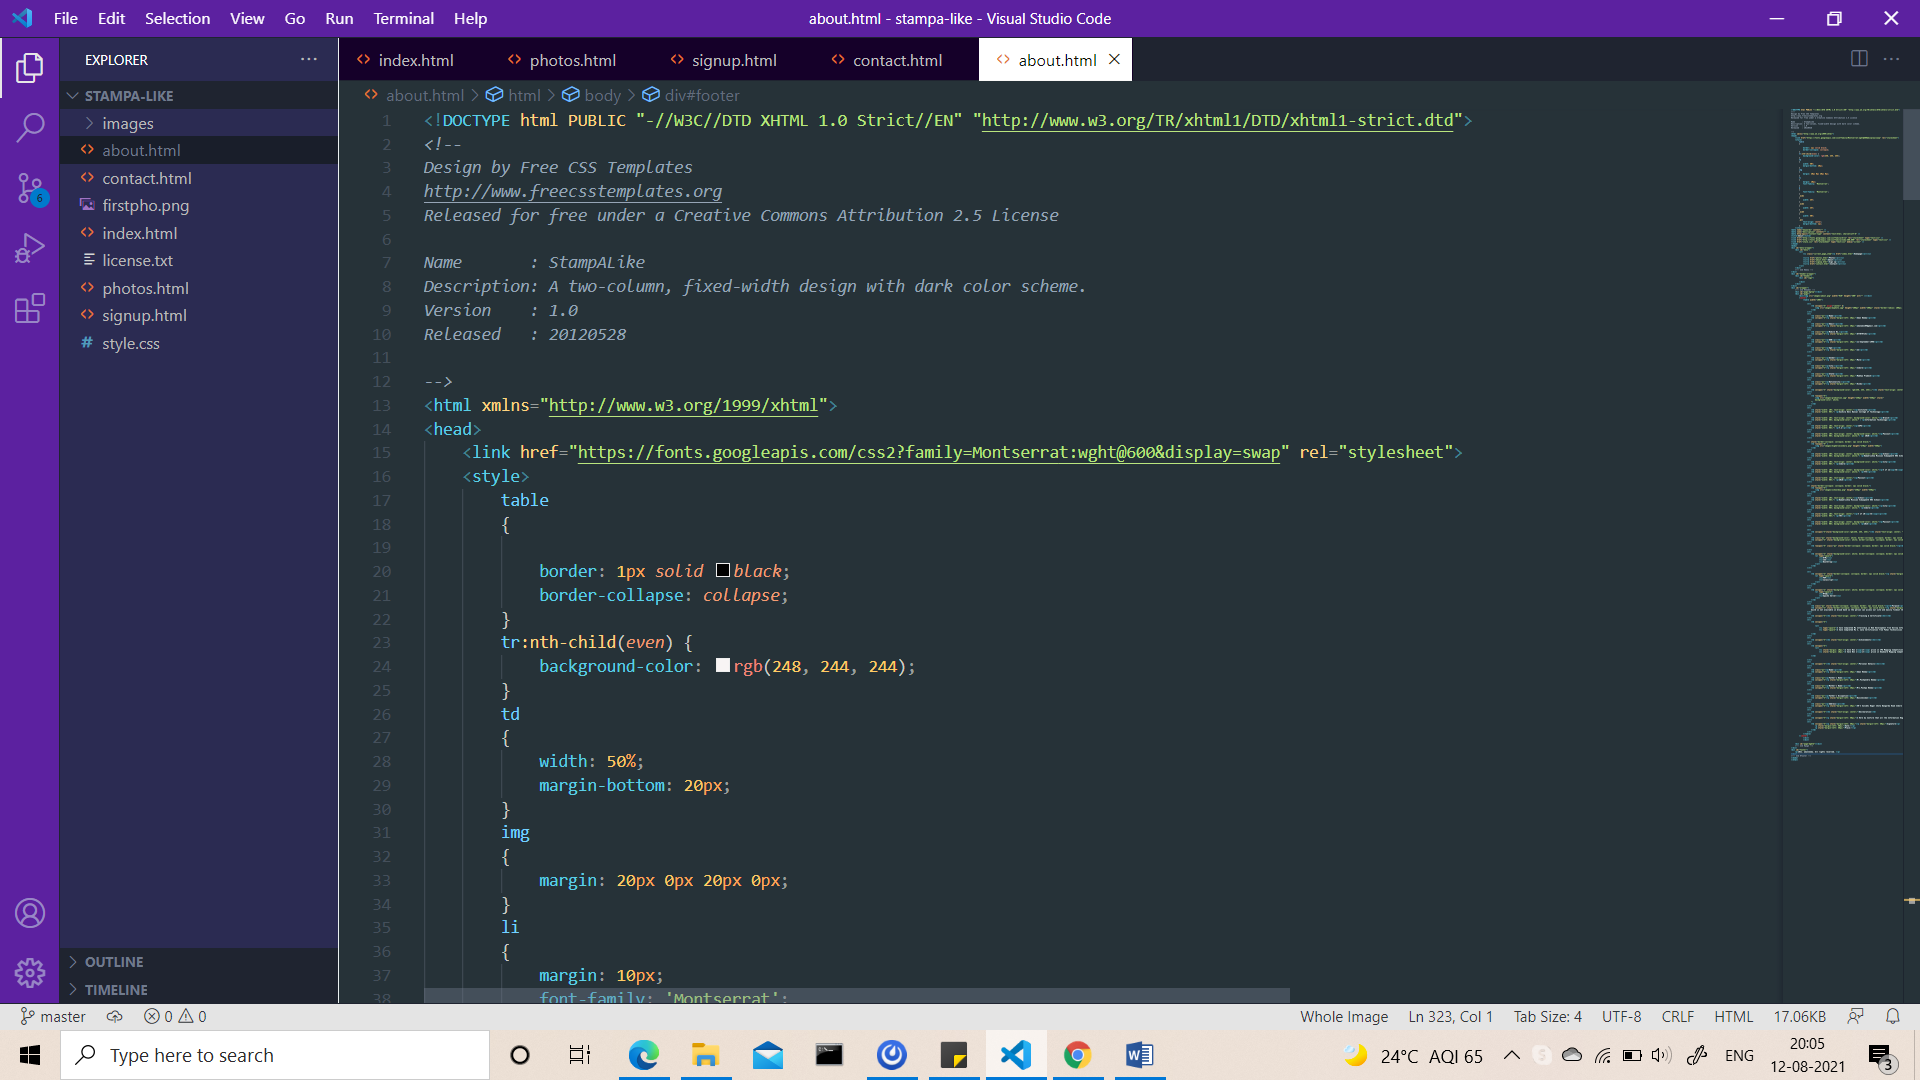 File Edit Selection View Go Run Terminal Help
about.html - stampa-like - Visual Studio Code
EXPLORER
STAMPA-LIKE
images
about.html
contact.html
firstpho.png
index.html
license.txt
photos.html
signup.html
style.css
OUTLINE
TIMELINE
6
index.html photos.html signup.html contact.html about.html
about.html > html > body > div#footer
1 <!DOCTYPE html PUBLIC "-//W3C//DTD XHTML 1.0 Strict//EN" "http://www.w3.org/TR/xhtml1/DTD/xhtml1-strict.dtd">
2 <!--
3 Design by Free CSS Templates
4 http://www.freecsstemplates.org
5 Released for free under a Creative Commons Attribution 2.5 License
6
7 Name : StampALike
8 Description: A two-column, fixed-width design with dark color scheme.
9 Version : 1.0
10 Released : 20120528
11
12 -->
13 <html xmlns="http://www.w3.org/1999/xhtml">
14 <head>
15 <link href="https://fonts.googleapis.com/css2?family=Montserrat:wght@600&display=swap" rel="stylesheet">
16 <style>
17 table
18 {
19
20 border: 1px solid black;
21 border-collapse: collapse;
22 }
23 tr:nth-child(even) {
24 background-color: rgb(248, 244, 244);
25 }
26 td
27 {
28 width: 50%;
29 margin-bottom: 20px;
30 }
31 img
32 {
33 margin: 20px 0px 20px 0px;
34 }
35 li
36 {
37 margin: 10px;
38 font-family: 'Montserrat';
master 0 0 Whole Image Ln 323, Col 1 Tab Size: 4 UTF-8 CRLF HTML 17.06KB
Type here to search
24°C AQI 65 ENG
20:05
12-08-2021
3